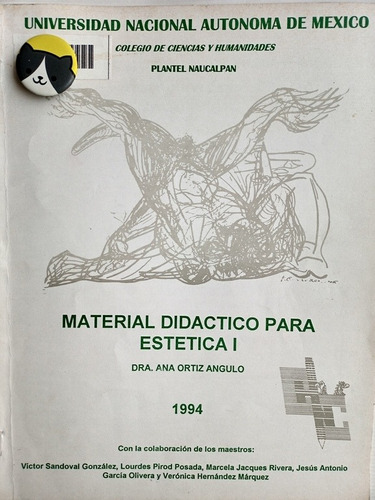 UNIVERSIDAD NACIONAL AUTONOMA DE MEXICO
COLEGIO DE CIENCIAS Y HUMANIDADES
PLANTEL NAUCALPAN
MATERIAL DIDACTICO PARA
ESTETICA I
DRA. ANA ORTIZ ANGULO
1994
Con la colaboración de los maestros:
Víctor Sandoval González, Lourdes Pirod Posada, Marcela Jacques Rivera, Jesús Antonio
García Olivera y Verónica Hernández Márquez